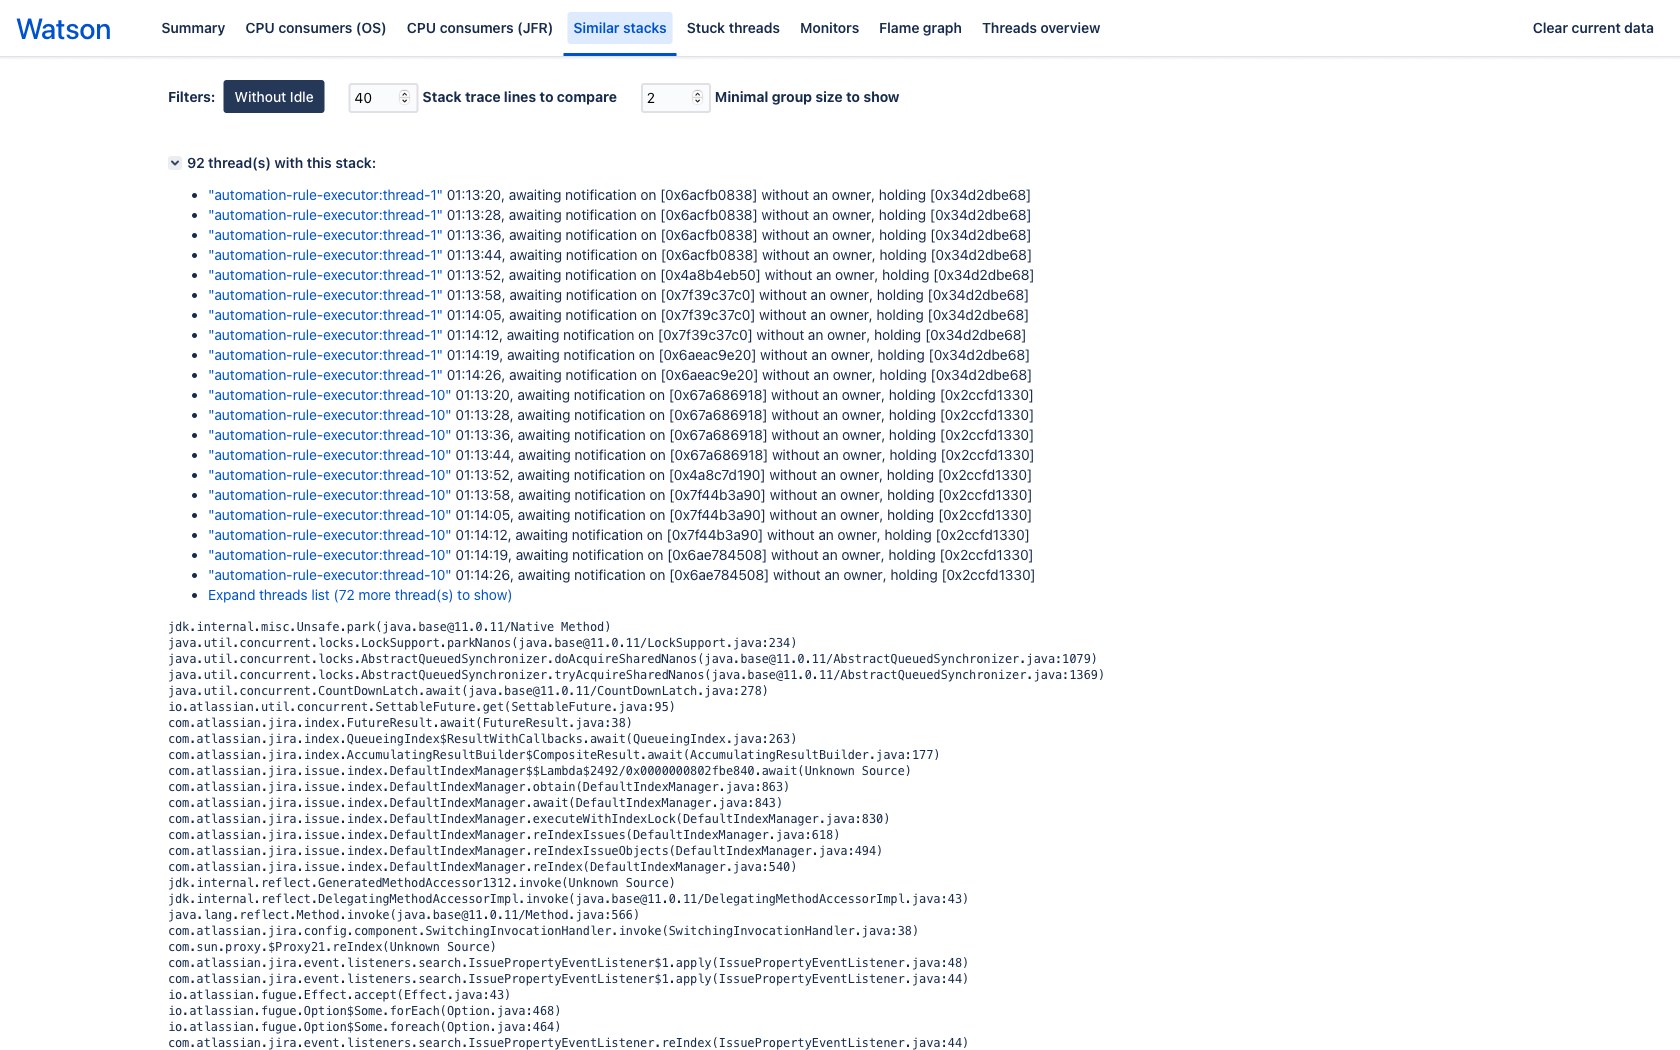 Watson
Summary CPU consumers (OS) CPU consumers (JFR) Similar stacks Stuck threads Monitors Flame graph Threads overview Clear current data
Filters: Without Idle 40 Stack trace lines to compare 2 Minimal group size to show
92 thread(s) with this stack:
• "automation-rule-executor:thread-1" 01:13:20, awaiting notification on [0x6acfb0838] without an owner, holding [0x34d2dbe68]
• "automation-rule-executor:thread-1" 01:13:28, awaiting notification on [0x6acfb0838] without an owner, holding [0x34d2dbe68]
• "automation-rule-executor:thread-1" 01:13:36, awaiting notification on [0x6acfb0838] without an owner, holding [0x34d2dbe68]
• "automation-rule-executor:thread-1" 01:13:44, awaiting notification on [0x6acfb0838] without an owner, holding [0x34d2dbe68]
• "automation-rule-executor:thread-1" 01:13:52, awaiting notification on [0x4a8b4eb50] without an owner, holding [0x34d2dbe68]
• "automation-rule-executor:thread-1" 01:13:58, awaiting notification on [0x7f39c37c0] without an owner, holding [0x34d2dbe68]
• "automation-rule-executor:thread-1" 01:14:05, awaiting notification on [0x7f39c37c0] without an owner, holding [0x34d2dbe68]
• "automation-rule-executor:thread-1" 01:14:12, awaiting notification on [0x7f39c37c0] without an owner, holding [0x34d2dbe68]
• "automation-rule-executor:thread-1" 01:14:19, awaiting notification on [0x6aeac9e20] without an owner, holding [0x34d2dbe68]
• "automation-rule-executor:thread-1" 01:14:26, awaiting notification on [0x6aeac9e20] without an owner, holding [0x34d2dbe68]
• "automation-rule-executor:thread-10" 01:13:20, awaiting notification on [0x67a686918] without an owner, holding [0x2ccfd1330]
• "automation-rule-executor:thread-10" 01:13:28, awaiting notification on [0x67a686918] without an owner, holding [0x2ccfd1330]
• "automation-rule-executor:thread-10" 01:13:36, awaiting notification on [0x67a686918] without an owner, holding [0x2ccfd1330]
• "automation-rule-executor:thread-10" 01:13:44, awaiting notification on [0x67a686918] without an owner, holding [0x2ccfd1330]
• "automation-rule-executor:thread-10" 01:13:52, awaiting notification on [0x4a8c7d190] without an owner, holding [0x2ccfd1330]
• "automation-rule-executor:thread-10" 01:13:58, awaiting notification on [0x7f44b3a90] without an owner, holding [0x2ccfd1330]
• "automation-rule-executor:thread-10" 01:14:05, awaiting notification on [0x7f44b3a90] without an owner, holding [0x2ccfd1330]
• "automation-rule-executor:thread-10" 01:14:12, awaiting notification on [0x7f44b3a90] without an owner, holding [0x2ccfd1330]
• "automation-rule-executor:thread-10" 01:14:19, awaiting notification on [0x6ae784508] without an owner, holding [0x2ccfd1330]
• "automation-rule-executor:thread-10" 01:14:26, awaiting notification on [0x6ae784508] without an owner, holding [0x2ccfd1330]
• Expand threads list (72 more thread(s) to show)
jdk.internal.misc.Unsafe.park(java.base@11.0.11/Native Method)
java.util.concurrent.locks.LockSupport.parkNanos(java.base@11.0.11/LockSupport.java:234)
java.util.concurrent.locks.AbstractQueuedSynchronizer.doAcquireSharedNanos(java.base@11.0.11/AbstractQueuedSynchronizer.java:1079)
java.util.concurrent.locks.AbstractQueuedSynchronizer.tryAcquireSharedNanos(java.base@11.0.11/AbstractQueuedSynchronizer.java:1369)
java.util.concurrent.CountDownLatch.await(java.base@11.0.11/CountDownLatch.java:278)
io.atlassian.util.concurrent.SettableFuture.get(SettableFuture.java:95)
com.atlassian.jira.index.FutureResult.await(FutureResult.java:38)
com.atlassian.jira.index.QueueingIndex$ResultWithCallbacks.await(QueueingIndex.java:263)
com.atlassian.jira.index.AccumulatingResultBuilder$CompositeResult.await(AccumulatingResultBuilder.java:177)
com.atlassian.jira.issue.index.DefaultIndexManager$$Lambda$2492/0x0000000802fbe840.await(Unknown Source)
com.atlassian.jira.issue.index.DefaultIndexManager.obtain(DefaultIndexManager.java:863)
com.atlassian.jira.issue.index.DefaultIndexManager.await(DefaultIndexManager.java:843)
com.atlassian.jira.issue.index.DefaultIndexManager.executeWithIndexLock(DefaultIndexManager.java:830)
com.atlassian.jira.issue.index.DefaultIndexManager.reIndexIssues(DefaultIndexManager.java:618)
com.atlassian.jira.issue.index.DefaultIndexManager.reIndexIssueObjects(DefaultIndexManager.java:494)
com.atlassian.jira.issue.index.DefaultIndexManager.reIndex(DefaultIndexManager.java:540)
jdk.internal.reflect.GeneratedMethodAccessor1312.invoke(Unknown Source)
jdk.internal.reflect.DelegatingMethodAccessorImpl.invoke(java.base@11.0.11/DelegatingMethodAccessorImpl.java:43)
java.lang.reflect.Method.invoke(java.base@11.0.11/Method.java:566)
com.atlassian.jira.config.component.SwitchingInvocationHandler.invoke(SwitchingInvocationHandler.java:38)
com.sun.proxy.$Proxy21.reIndex(Unknown Source)
com.atlassian.jira.event.listeners.search.IssuePropertyEventListener$1.apply(IssuePropertyEventListener.java:48)
com.atlassian.jira.event.listeners.search.IssuePropertyEventListener$1.apply(IssuePropertyEventListener.java:44)
io.atlassian.fugue.Effect.accept(Effect.java:43)
io.atlassian.fugue.Option$Some.forEach(Option.java:468)
io.atlassian.fugue.Option$Some.foreach(Option.java:464)
com.atlassian.jira.event.listeners.search.IssuePropertyEventListener.reIndex(IssuePropertyEventListener.java:44)